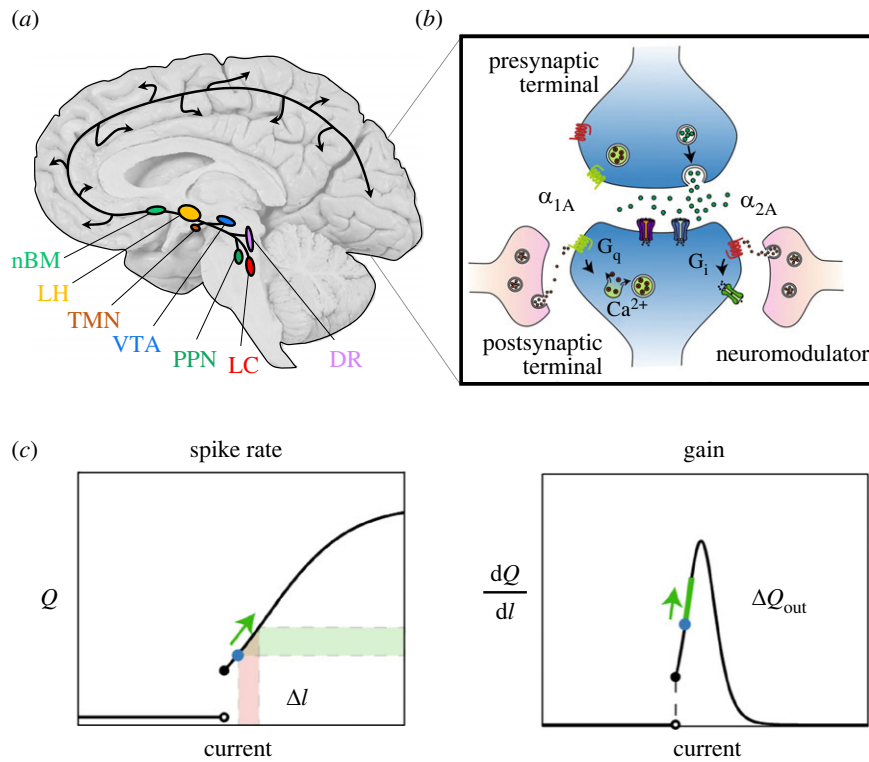 (a)
nBM
LH
TMN
VTA
PPN
LC
DR
(b)
presynaptic
terminal
α1A
α2A
Gq
Gi
Ca2+
postsynaptic
terminal
neuromodulator
(c)
spike rate
Q
Δl
current
gain
dQ
dl
ΔQout
current